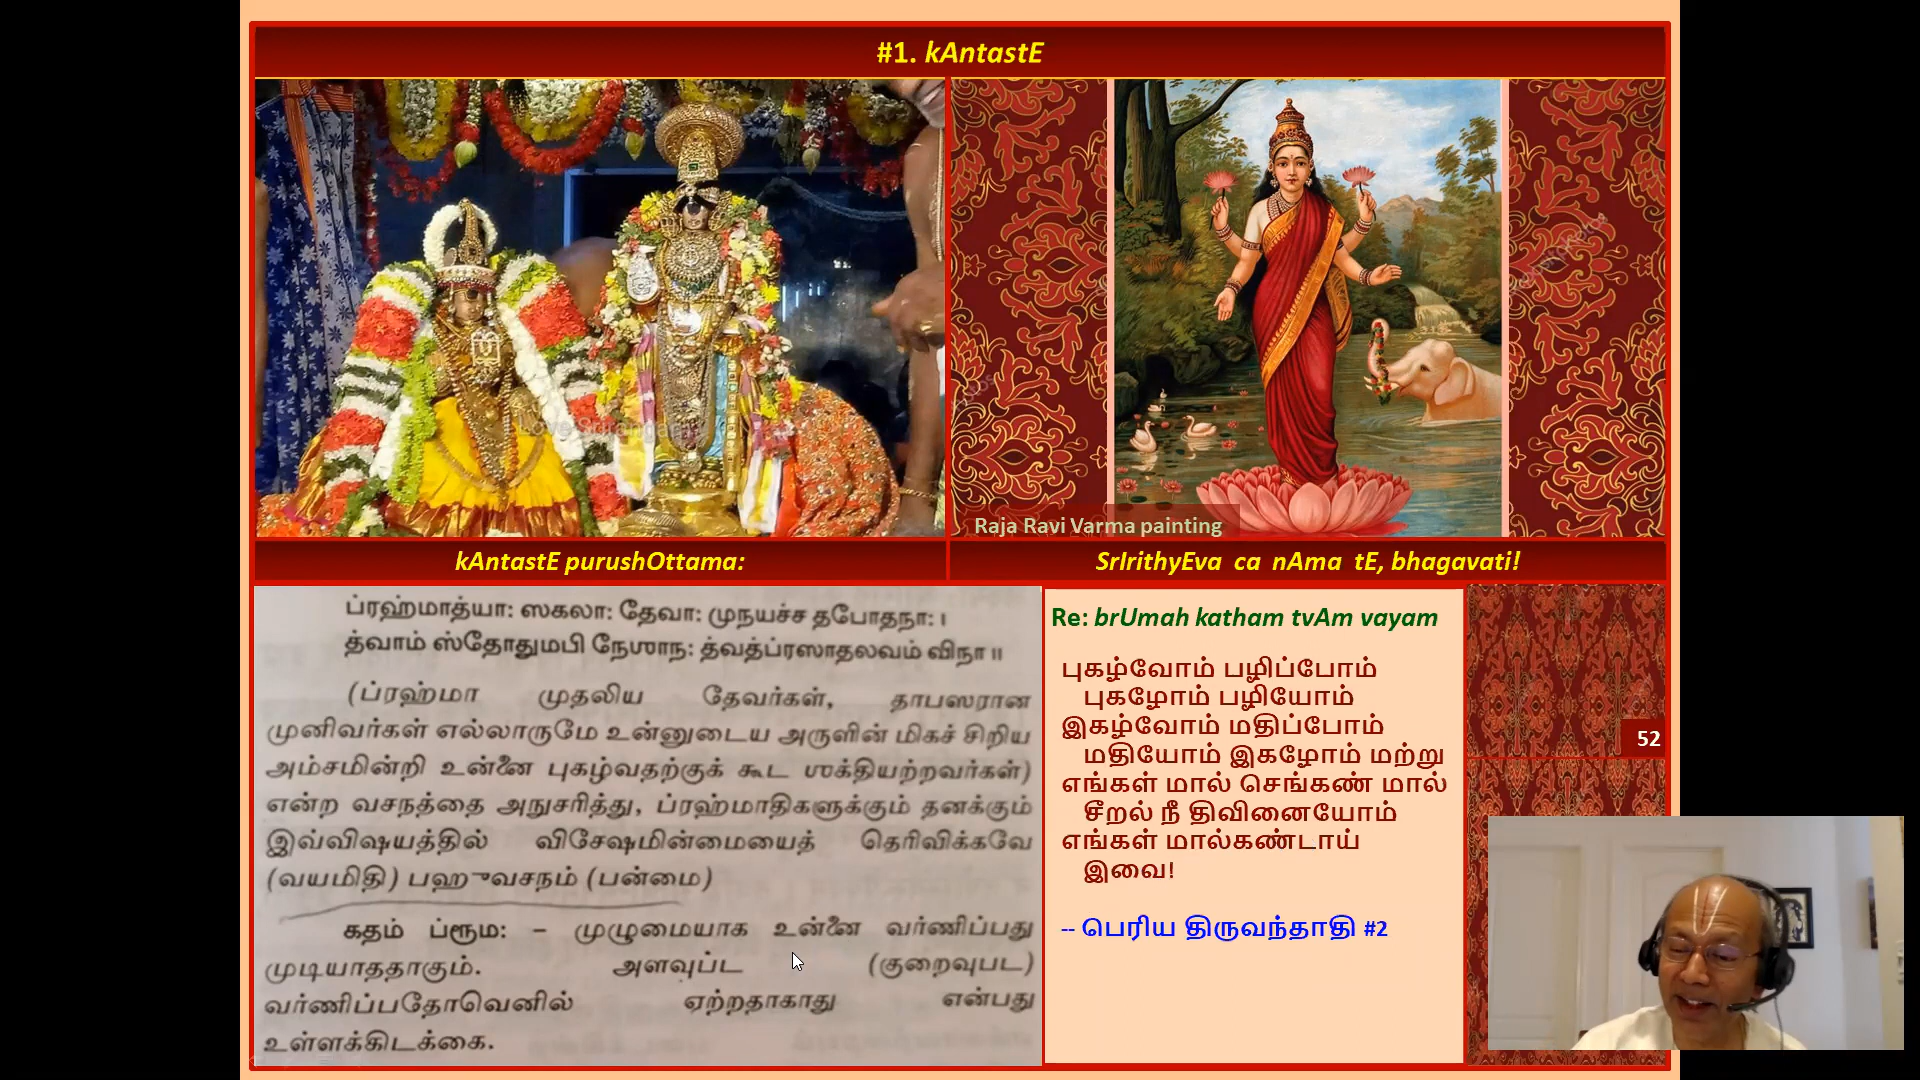 #1. kAntastE
Love Srirangam
Raja Ravi Varma painting
kAntastE purushOttama:
SrIrithyEva ca nAma tE, bhagavati!
ப்ரஹ்மாத்யா: ஸகலா: தேவா: முநயச்ச தபோதநா: ।
த்வாம் ஸ்தோதுமபி நேஶாந: த்வத்ப்ரஸாதலவம் விநா ॥
(ப்ரஹ்மா முதலிய தேவர்கள், தாபஸரான
முனிவர்கள் எல்லாருமே உன்னுடைய அருளின் மிகச் சிறிய
அம்சமின்றி உன்னை புகழ்வதற்குக் கூட ஶக்தியற்றவர்கள்)
என்ற வசநத்தை அநுசரித்து, ப்ரஹ்மாதிகளுக்கும் தனக்கும்
இவ்விஷயத்தில் விசேஷமின்மையைத் தெரிவிக்கவே
(வயமிதி) பஹுவசநம் (பன்மை)
கதம் ப்ரூம: – முழுமையாக உன்னை வர்ணிப்பது
முடியாததாகும். அளவுப்ட (குறைவுபட)
வர்ணிப்பதோவெனில் ஏற்றதாகாது என்பது
உள்ளக்கிடக்கை.
Re: brUmah katham tvAm vayam
புகழ்வோம் பழிப்போம்
புகழோம் பழியோம்
இகழ்வோம் மதிப்போம்
மதியோம் இகழோம் மற்று
எங்கள் மால் செங்கண் மால்
சீறல் நீ திவினையோம்
எங்கள் மால்கண்டாய்
இவை!
-- பெரிய திருவந்தாதி #2
52